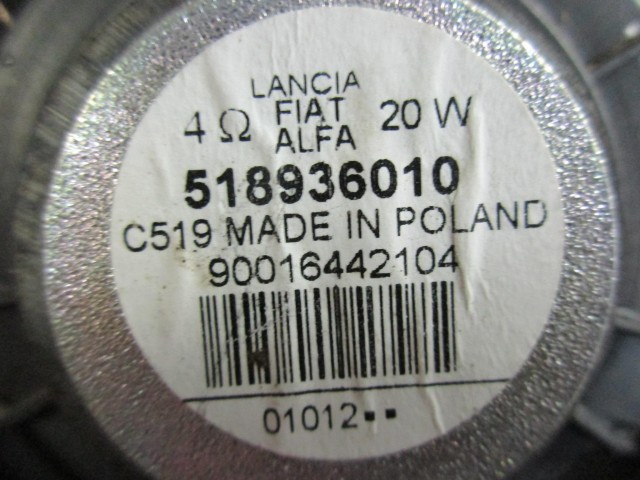 LANCIA
4 Ω FIAT 20 W
ALFA
518936010
C519 MADE IN POLAND
90016442104
01012▪▪